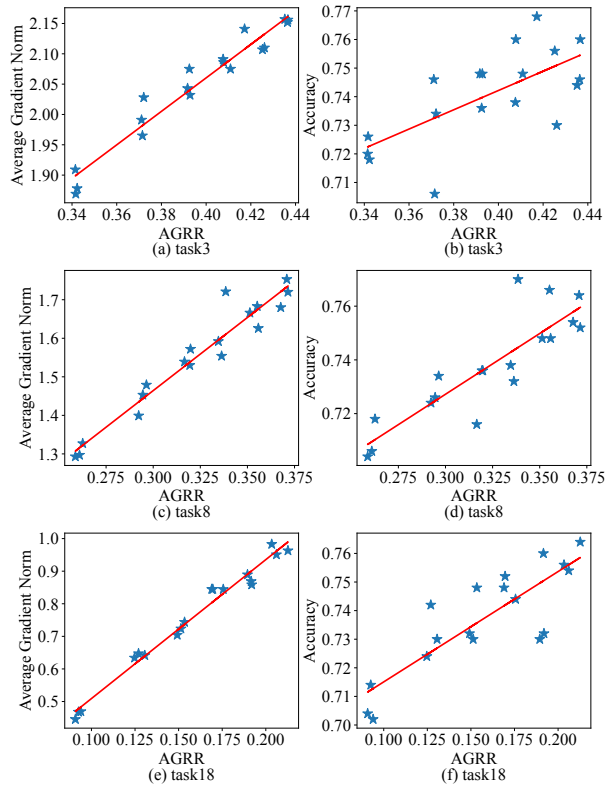 2.15
2.10
2.05
2.00
1.95
1.90
Average Gradient Norm
0.34 0.36 0.38 0.40 0.42 0.44
AGRR
(a) task3
0.77
0.76
0.75
0.74
0.73
0.72
0.71
Accuracy
0.34 0.36 0.38 0.40 0.42 0.44
AGRR
(b) task3
1.7
1.6
1.5
1.4
1.3
Average Gradient Norm
0.275 0.300 0.325 0.350 0.375
AGRR
(c) task8
0.76
0.74
0.72
Accuracy
0.275 0.300 0.325 0.350 0.375
AGRR
(d) task8
1.0
0.9
0.8
0.7
0.6
0.5
Average Gradient Norm
0.100 0.125 0.150 0.175 0.200
AGRR
(e) task18
0.76
0.75
0.74
0.73
0.72
0.71
0.70
Accuracy
0.100 0.125 0.150 0.175 0.200
AGRR
(f) task18